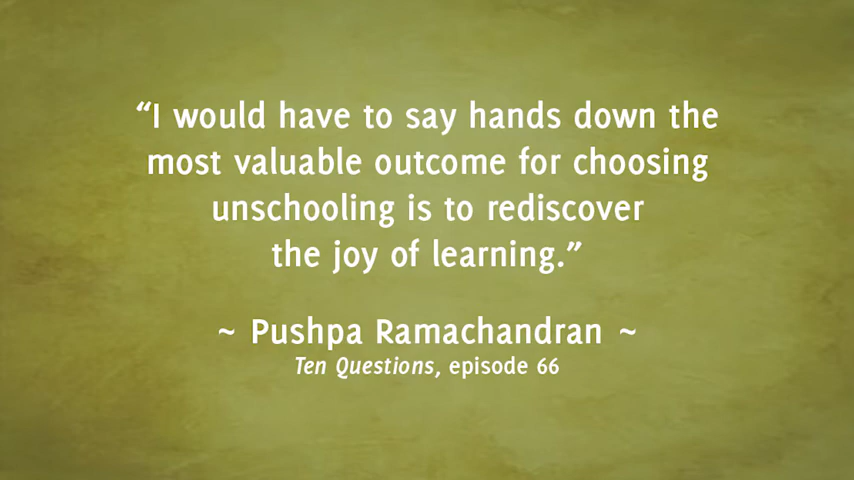 “I would have to say hands down the
most valuable outcome for choosing
unschooling is to rediscover
the joy of learning.”
~ Pushpa Ramachandran ~
Ten Questions, episode 66